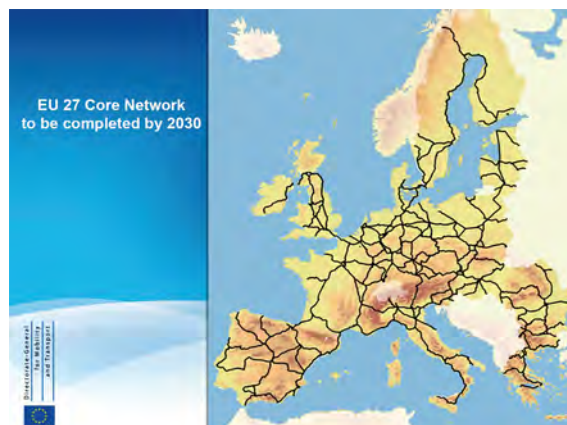 EU 27 Core Network
to be completed by 2030
Directorate-General
for Mobility
and Transport